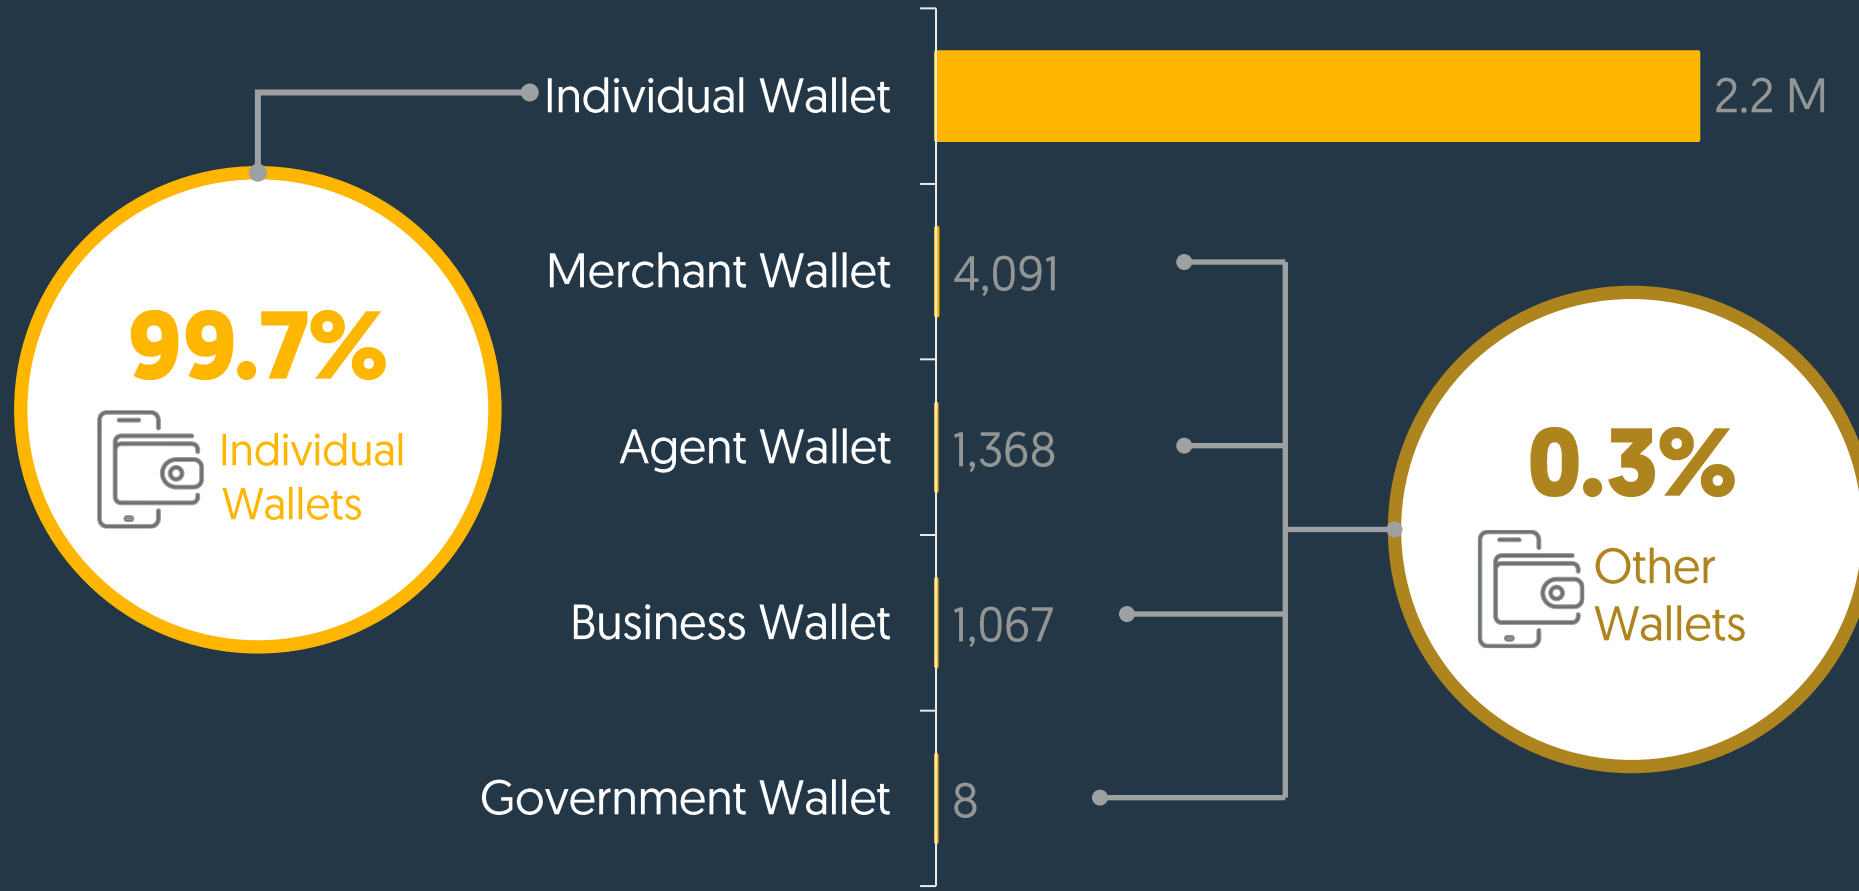 Individual Wallet
2.2 M
Merchant Wallet
4,091
Agent Wallet
1,368
Business Wallet
1,067
Government Wallet
8
99.7%
Individual
Wallets
0.3%
Other
Wallets